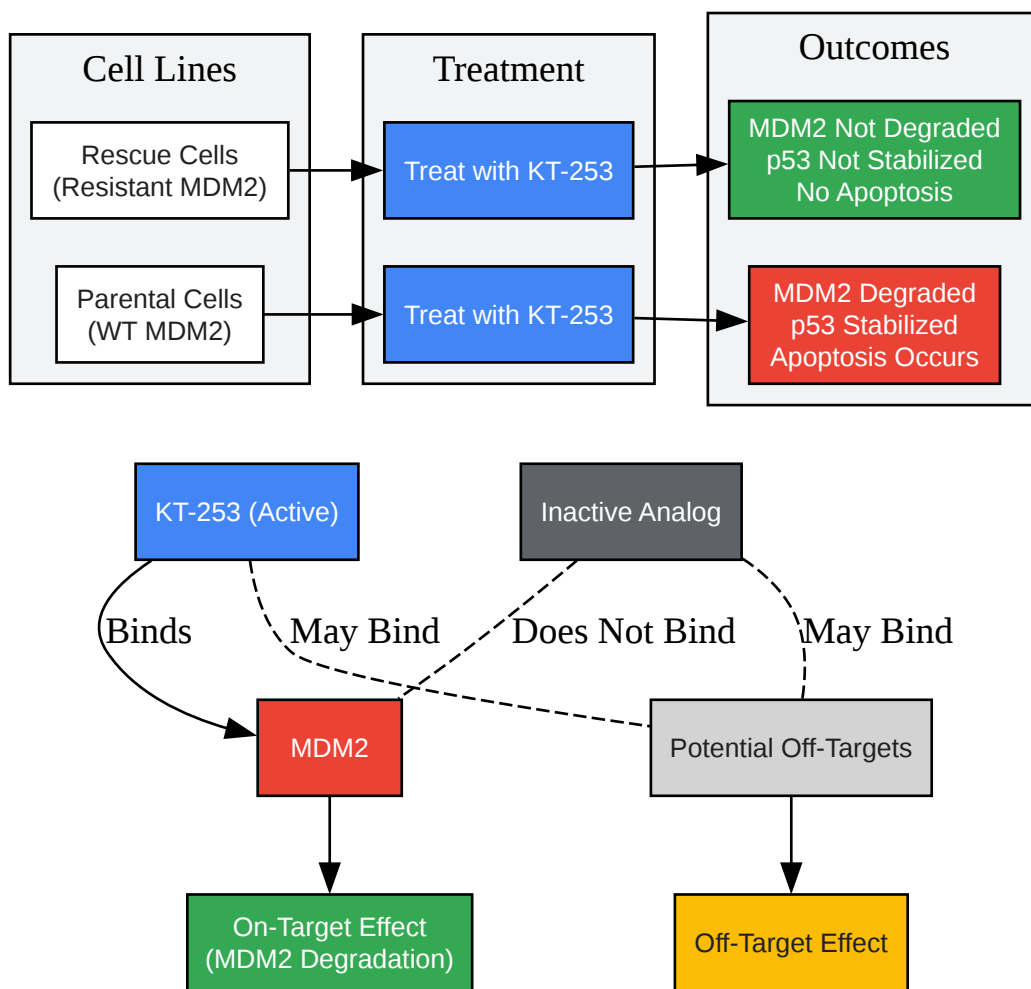 Cell Lines
Treatment
Outcomes
Rescue Cells
(Resistant MDM2)
Treat with KT-253
MDM2 Not Degraded
p53 Not Stabilized
No Apoptosis
Parental Cells
(WT MDM2)
Treat with KT-253
MDM2 Degraded
p53 Stabilized
Apoptosis Occurs
KT-253 (Active)
Inactive Analog
Binds
May Bind
Does Not Bind
May Bind
MDM2
Potential Off-Targets
On-Target Effect
(MDM2 Degradation)
Off-Target Effect